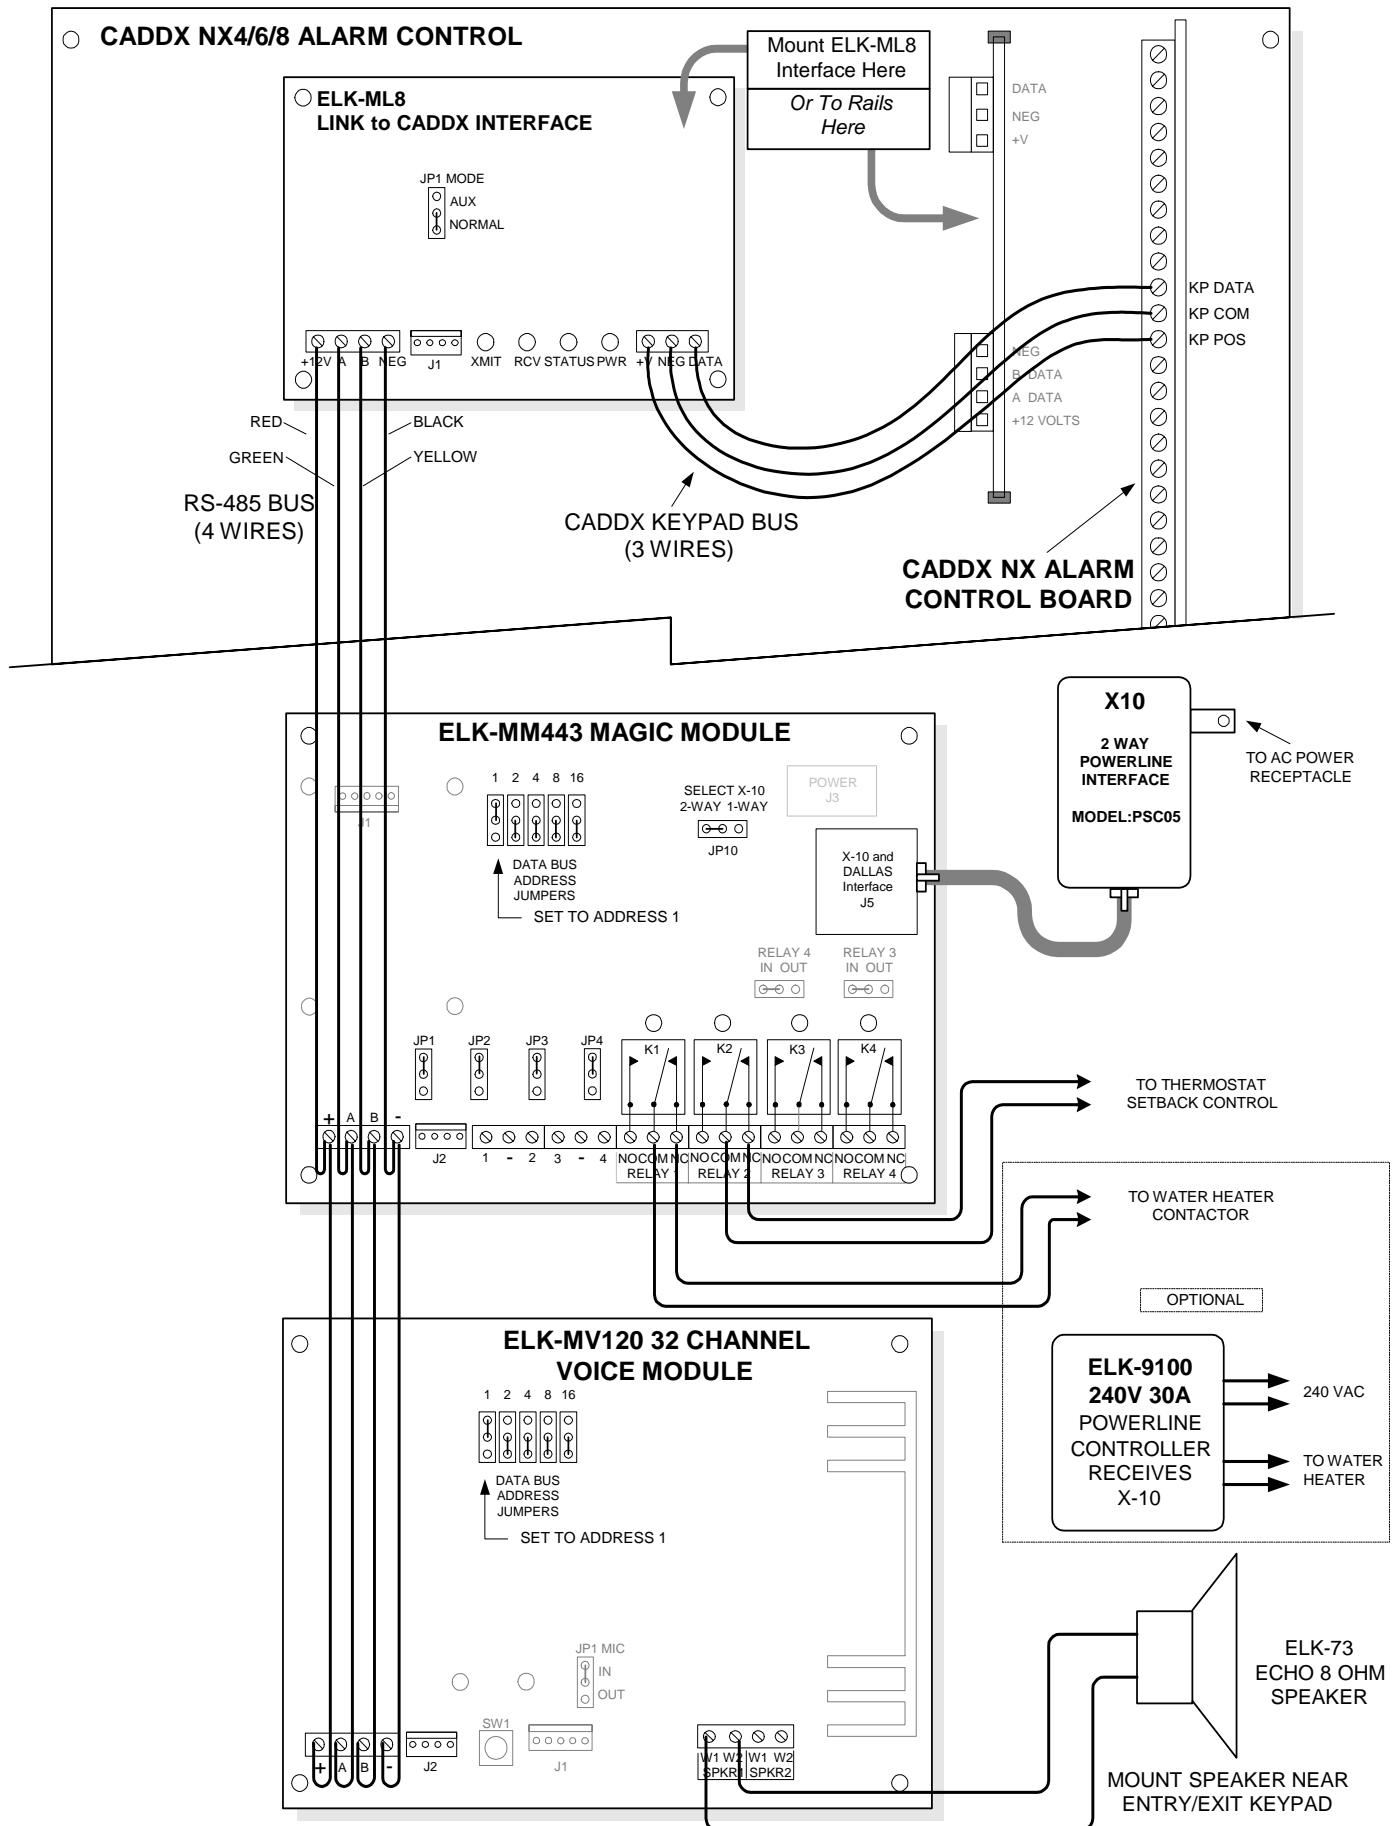 CADDX NX4/6/8 ALARM CONTROL
Mount ELK-ML8
Interface Here
Or To Rails
Here
DATA
NEG
+V
ELK-ML8
LINK to CADDX INTERFACE
JP1 MODE
AUX
NORMAL
KP DATA
KP COM
KP POS
NEG
B DATA
A DATA
+12 VOLTS
+12V A B NEG
J1
XMIT RCV STATUS PWR
+V NEG DATA
RED
BLACK
GREEN
YELLOW
RS-485 BUS
(4 WIRES)
CADDX KEYPAD BUS
(3 WIRES)
CADDX NX ALARM
CONTROL BOARD
ELK-MM443 MAGIC MODULE
X10
2 WAY
POWERLINE
INTERFACE
MODEL:PSC05
TO AC POWER
RECEPTACLE
J1
1 2 4 8 16
DATA BUS
ADDRESS
JUMPERS
SET TO ADDRESS 1
SELECT X-10
2-WAY 1-WAY
JP10
POWER
J3
X-10 and
DALLAS
Interface
J5
RELAY 4
IN OUT
RELAY 3
IN OUT
JP1
JP2
JP3
JP4
K1
K2
K3
K4
+ A B -
J2
1 - 2 3 - 4
NO COM NC NO COM NC NO COM NC NO COM NC
RELAY 1 RELAY 2 RELAY 3 RELAY 4
TO THERMOSTAT
SETBACK CONTROL
TO WATER HEATER
CONTACTOR
OPTIONAL
ELK-9100
240V 30A
POWERLINE
CONTROLLER
RECEIVES
X-10
240 VAC
TO WATER
HEATER
ELK-MV120 32 CHANNEL
VOICE MODULE
1 2 4 8 16
DATA BUS
ADDRESS
JUMPERS
SET TO ADDRESS 1
JP1 MIC
IN
OUT
SW1
J1
+ A B -
J2
W1 W2 W1 W2
SPKR1 SPKR2
ELK-73
ECHO 8 OHM
SPEAKER
MOUNT SPEAKER NEAR
ENTRY/EXIT KEYPAD